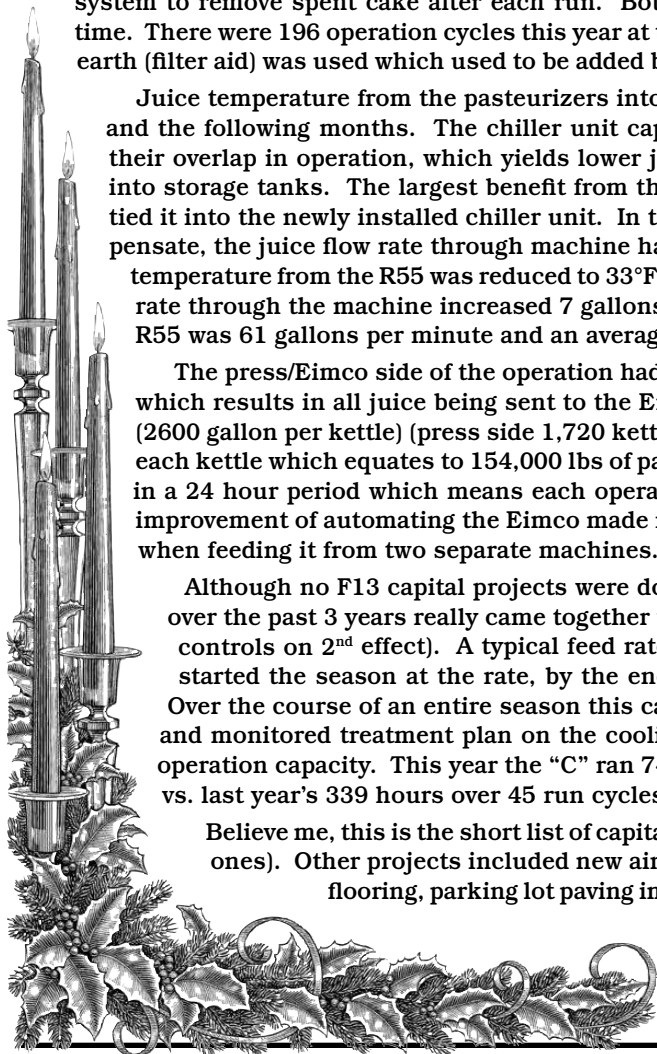 system to remove spent cake after each run. Bot
time. There were 196 operation cycles this year at
earth (filter aid) was used which used to be added b
Juice temperature from the pasteurizers into
and the following months. The chiller unit cap
their overlap in operation, which yields lower j
into storage tanks. The largest benefit from th
tied it into the newly installed chiller unit. In t
pensate, the juice flow rate through machine ha
temperature from the R55 was reduced to 33°F
rate through the machine increased 7 gallons
R55 was 61 gallons per minute and an averag
The press/Eimco side of the operation had
which results in all juice being sent to the E
(2600 gallon per kettle) (press side 1,720 kett
each kettle which equates to 154,000 lbs of pa
in a 24 hour period which means each opera
improvement of automating the Eimco made
when feeding it from two separate machines.
Although no F13 capital projects were do
over the past 3 years really came together
controls on 2nd effect). A typical feed rat
started the season at the rate, by the en
Over the course of an entire season this ca
and monitored treatment plan on the cooli
operation capacity. This year the “C” ran 7
vs. last year’s 339 hours over 45 run cycles
Believe me, this is the short list of capita
ones). Other projects included new air
flooring, parking lot paving in